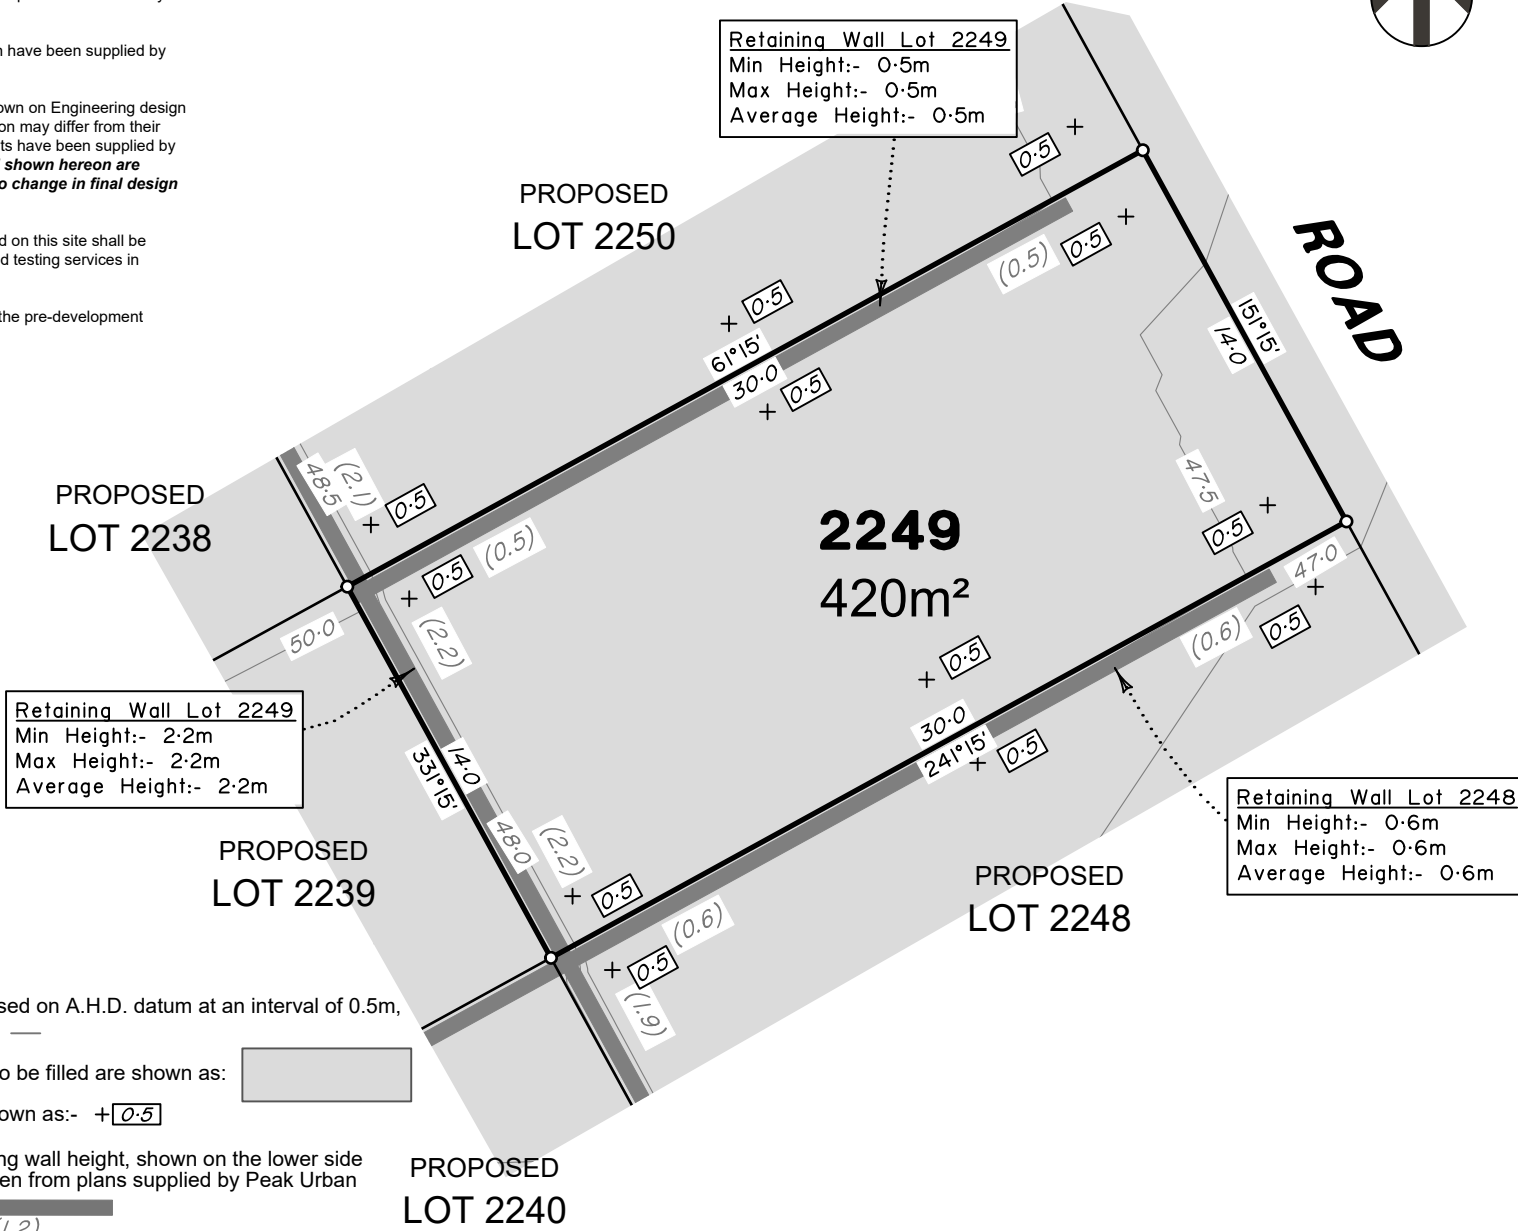 n have been supplied by
own on Engineering design
on may differ from their
ts have been supplied by
shown hereon are
o change in final design
d on this site shall be
d testing services in
the pre-development
Retaining Wall Lot 2249
Min Height:- 0·5m
Max Height:- 0·5m
Average Height:- 0·5m
0·5
PROPOSED
LOT 2250
(0.5)
0·5
ROAD
0·5
61°15'
30·0
0·5
151°15'
14·0
48·5
(2.1)
0·5
PROPOSED
LOT 2238
47·5
0·5
2249
420m²
(0.5)
0·5
47·0
50·0
(2.2)
(0.6)
0·5
0·5
Retaining Wall Lot 2249
Min Height:- 2·2m
Max Height:- 2·2m
Average Height:- 2·2m
30·0
241°15'
0·5
331°15'
14·0
Retaining Wall Lot 2248
Min Height:- 0·6m
Max Height:- 0·6m
Average Height:- 0·6m
48·0
(2.2)
0·5
PROPOSED
LOT 2239
PROPOSED
LOT 2248
(0.6)
0·5
(1.9)
sed on A.H.D. datum at an interval of 0.5m,
o be filled are shown as:
own as:- +0·5
ng wall height, shown on the lower side
en from plans supplied by Peak Urban
(1.2)
PROPOSED
LOT 2240